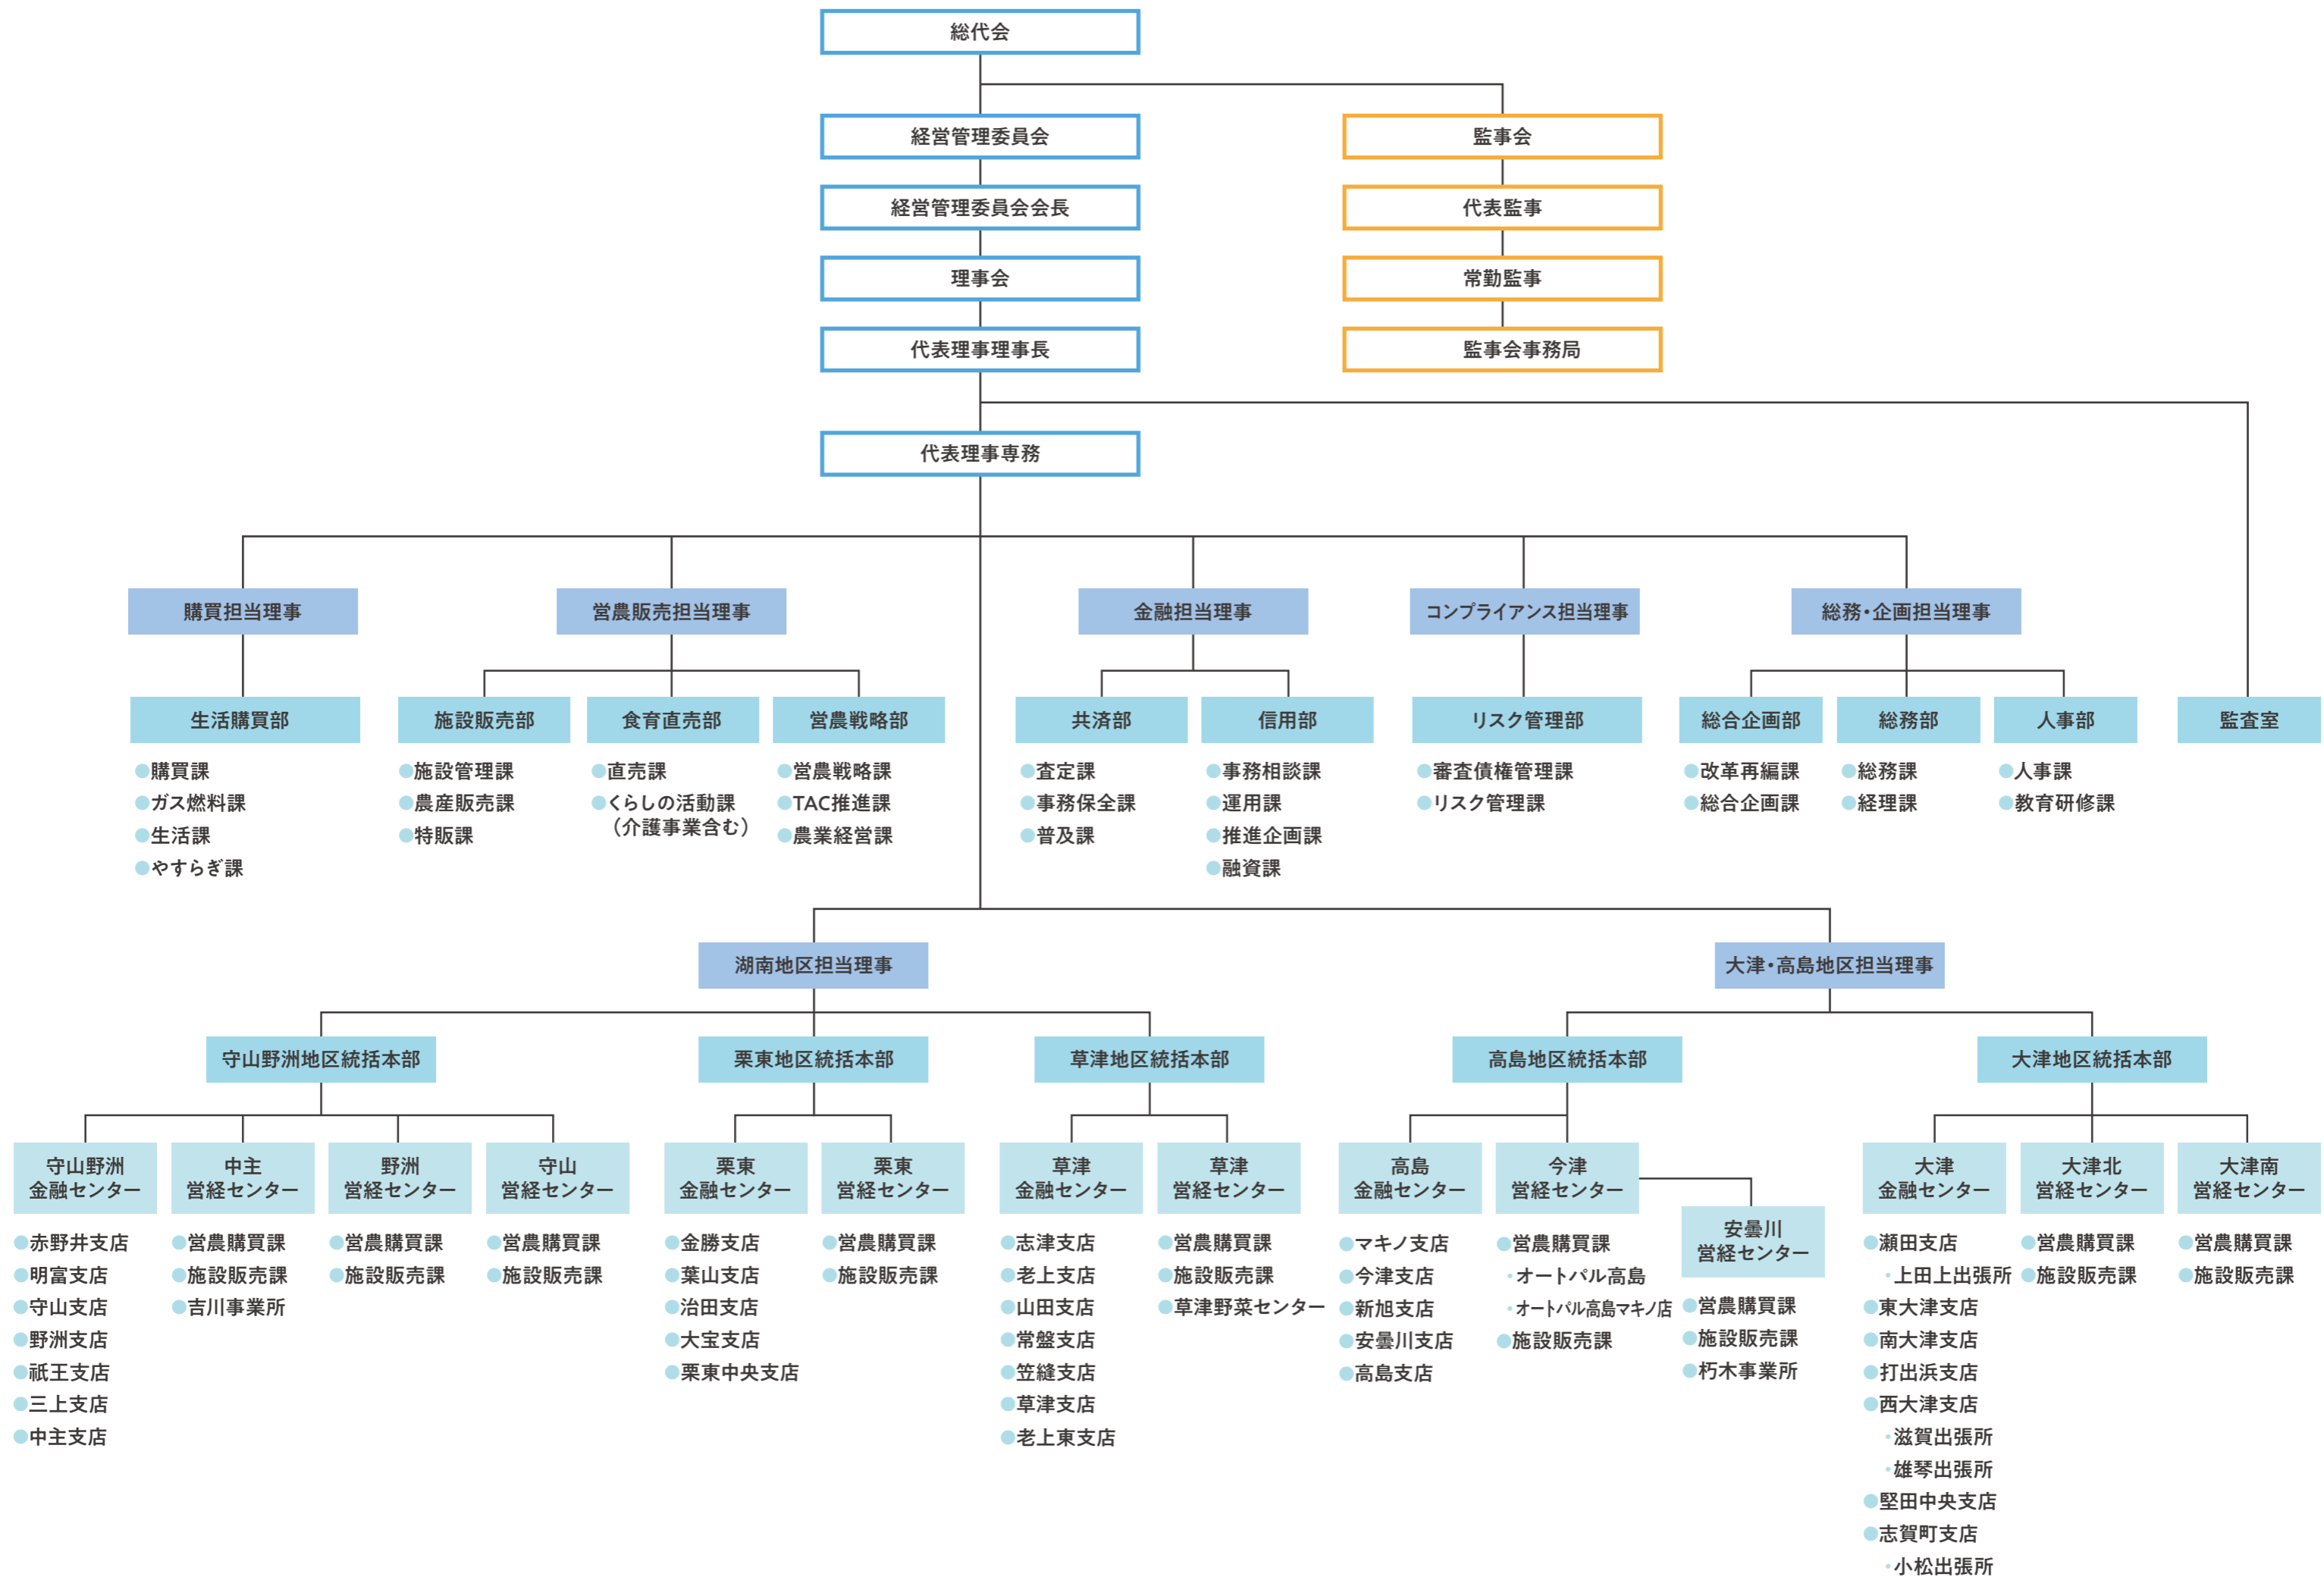 総代会
経営管理委員会
監事会
経営管理委員会会長
代表監事
理事会
常勤監事
代表理事理事長
監事会事務局
代表理事専務
購買担当理事
営農販売担当理事
金融担当理事
コンプライアンス担当理事
総務・企画担当理事
生活購買部
●購買課
●ガス燃料課
●生活課
●やすらぎ課
施設販売部
●施設管理課
●農産販売課
●特販課
食育直売部
●直売課
●くらしの活動課
（介護事業含む）
営農戦略部
●営農戦略課
●TAC推進課
●農業経営課
共済部
●査定課
●事務保全課
●普及課
信用部
●事務相談課
●運用課
●推進企画課
●融資課
リスク管理部
●審査債権管理課
●リスク管理課
総合企画部
●改革再編課
●総合企画課
総務部
●総務課
●経理課
人事部
●人事課
●教育研修課
監査室
湖南地区担当理事
大津・高島地区担当理事
守山野洲地区統括本部
栗東地区統括本部
草津地区統括本部
高島地区統括本部
大津地区統括本部
守山野洲
金融センター
●赤野井支店
●明富支店
●守山支店
●野洲支店
●祇王支店
●三上支店
●中主支店
中主
営経センター
●営農購買課
●施設販売課
●吉川事業所
野洲
営経センター
●営農購買課
●施設販売課
守山
営経センター
●営農購買課
●施設販売課
栗東
金融センター
●金勝支店
●葉山支店
●治田支店
●大宝支店
●栗東中央支店
栗東
営経センター
●営農購買課
●施設販売課
草津
金融センター
●志津支店
●老上支店
●山田支店
●常盤支店
●笠縫支店
●草津支店
●老上東支店
草津
営経センター
●営農購買課
●施設販売課
●草津野菜センター
高島
金融センター
●マキノ支店
●今津支店
●新旭支店
●安曇川支店
●高島支店
今津
営経センター
●営農購買課
・オートパル高島
・オートパル高島マキノ店
●施設販売課
安曇川
営経センター
●営農購買課
●施設販売課
●朽木事業所
大津
金融センター
●瀬田支店
・上田上出張所
●東大津支店
●南大津支店
●打出浜支店
●西大津支店
・滋賀出張所
・雄琴出張所
●堅田中央支店
●志賀町支店
・小松出張所
大津北
営経センター
●営農購買課
●施設販売課
大津南
営経センター
●営農購買課
●施設販売課